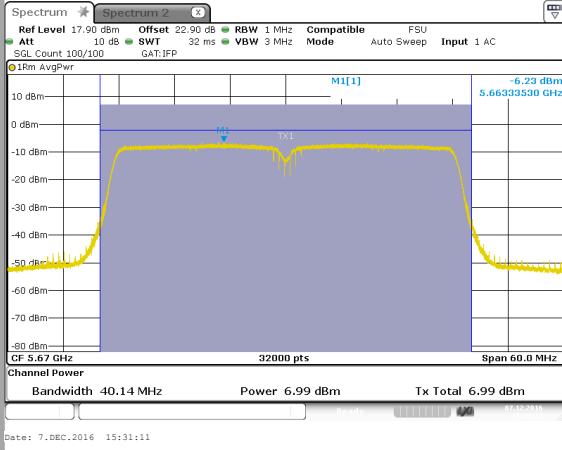 Spectrum Spectrum 2 X
Ref Level 17.90 dBm Offset 22.90 dB RBW 1 MHz Compatible FSU
Att 10 dB SWT 32 ms VBW 3 MHz Mode Auto Sweep Input 1 AC
SGL Count 100/100 GAT:IFP
1Rm AvgPwr
M1[1] -6.23 dBm
5.66333530 GHz
10 dBm
0 dBm
M1
TX1
-10 dBm
-20 dBm
-30 dBm
-40 dBm
-50 dBm
-60 dBm
-70 dBm
-80 dBm
CF 5.67 GHz 32000 pts Span 60.0 MHz
Channel Power
Bandwidth 40.14 MHz Power 6.99 dBm Tx Total 6.99 dBm
Ready 07.12.2016
Date: 7.DEC.2016 15:31:11